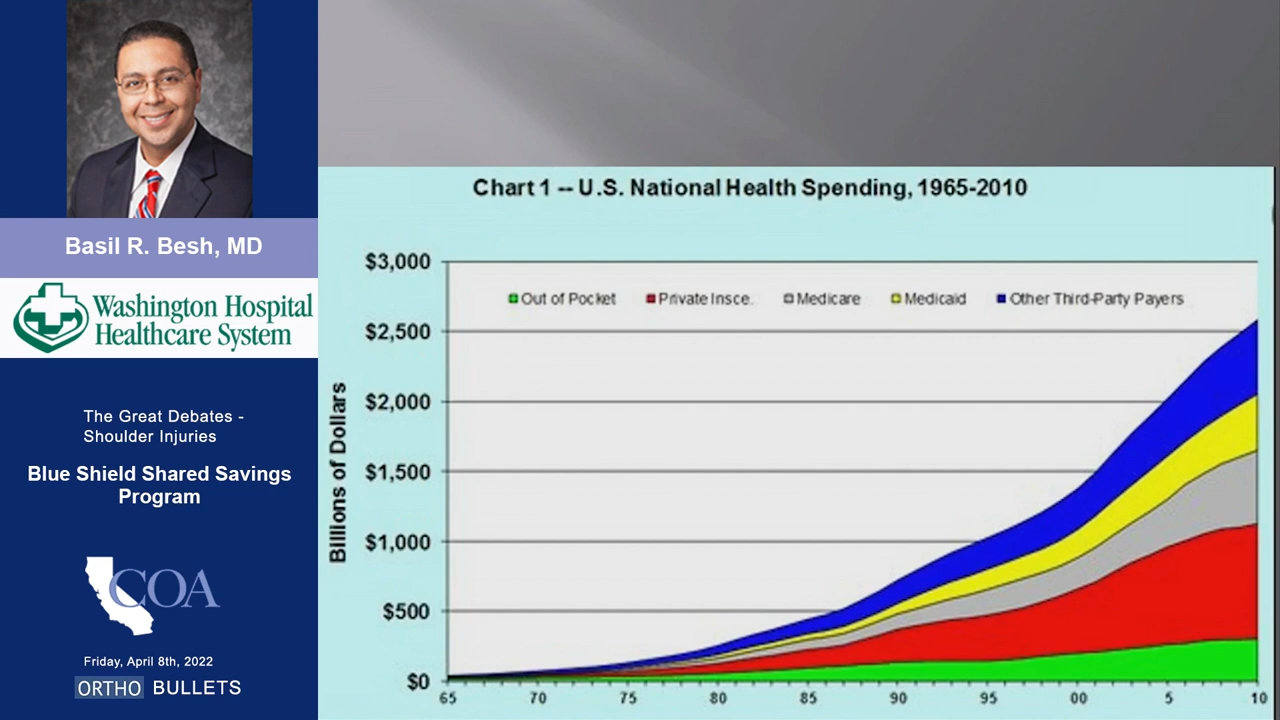 Basil R. Besh, MD
Washington Hospital
Healthcare System
The Great Debates -
Shoulder Injuries
Blue Shield Shared Savings
Program
COA
Friday, April 8th, 2022
ORTHO BULLETS
Chart 1 -- U.S. National Health Spending, 1965-2010
Out of Pocket Private Insce. Medicare Medicaid Other Third-Party Payers
Billions of Dollars
$3,000
$2,500
$2,000
$1,500
$1,000
$500
$0
65 70 75 80 85 90 95 00 5 10